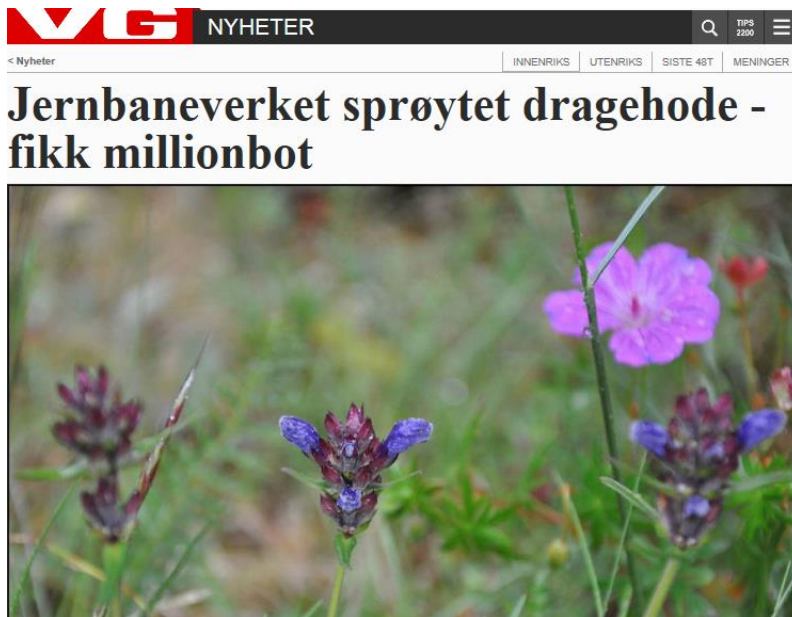 VG NYHETER
TIPS
2200
< Nyheter
INNENRIKS UTENRIKS SISTE 48T MENINGER
Jernbaneverket sprøytet dragehode -
fikk millionbot